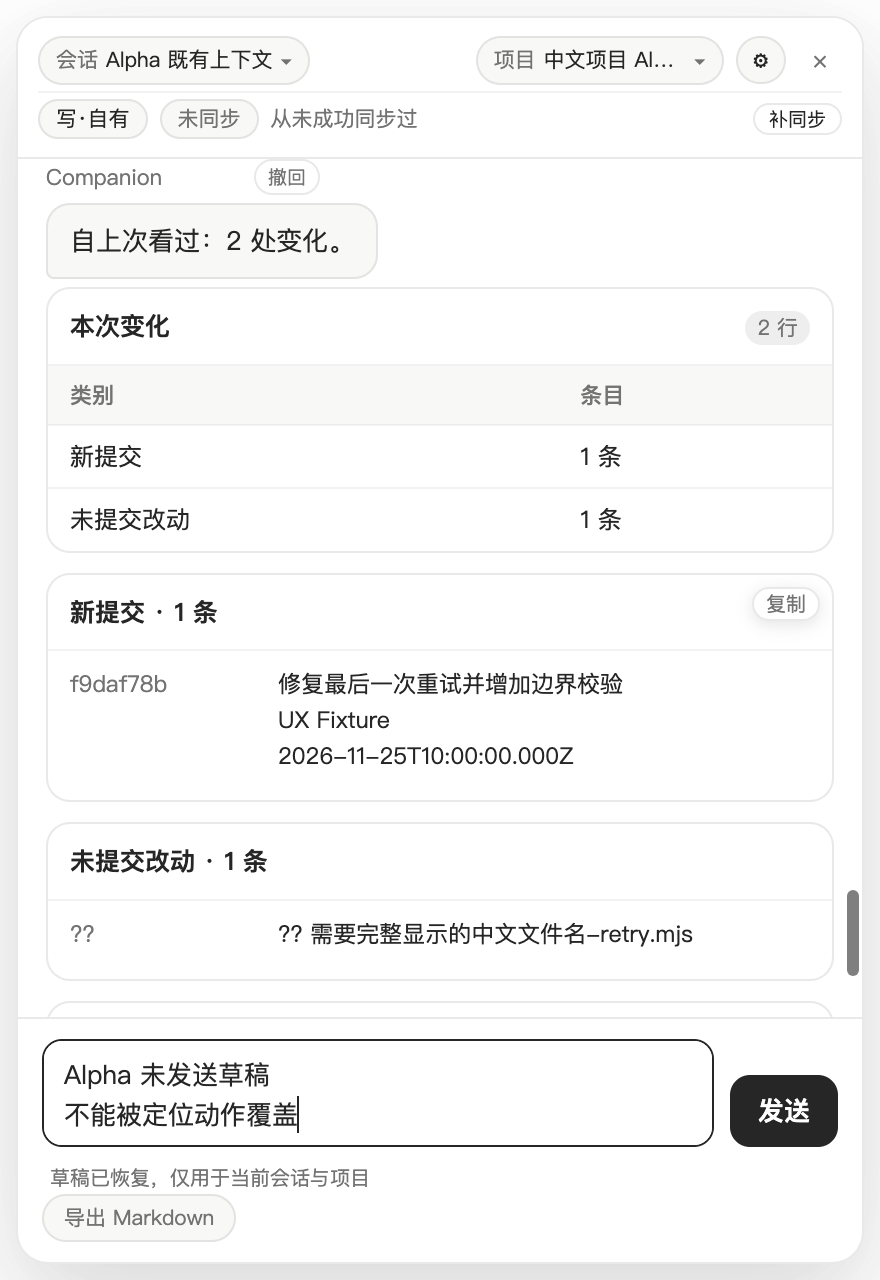 会话 Alpha 既有上下文
项目 中文项目 Al…
写·自有
未同步
从未成功同步过
补同步
Companion
撤回
自上次看过：2 处变化。
本次变化
2 行
类别
条目
新提交
1 条
未提交改动
1 条
新提交 · 1 条
复制
f9daf78b
修复最后一次重试并增加边界校验
UX Fixture
2026-11-25T10:00:00.000Z
未提交改动 · 1 条
??
?? 需要完整显示的中文文件名-retry.mjs
Alpha 未发送草稿
不能被定位动作覆盖
发送
草稿已恢复，仅用于当前会话与项目
导出 Markdown